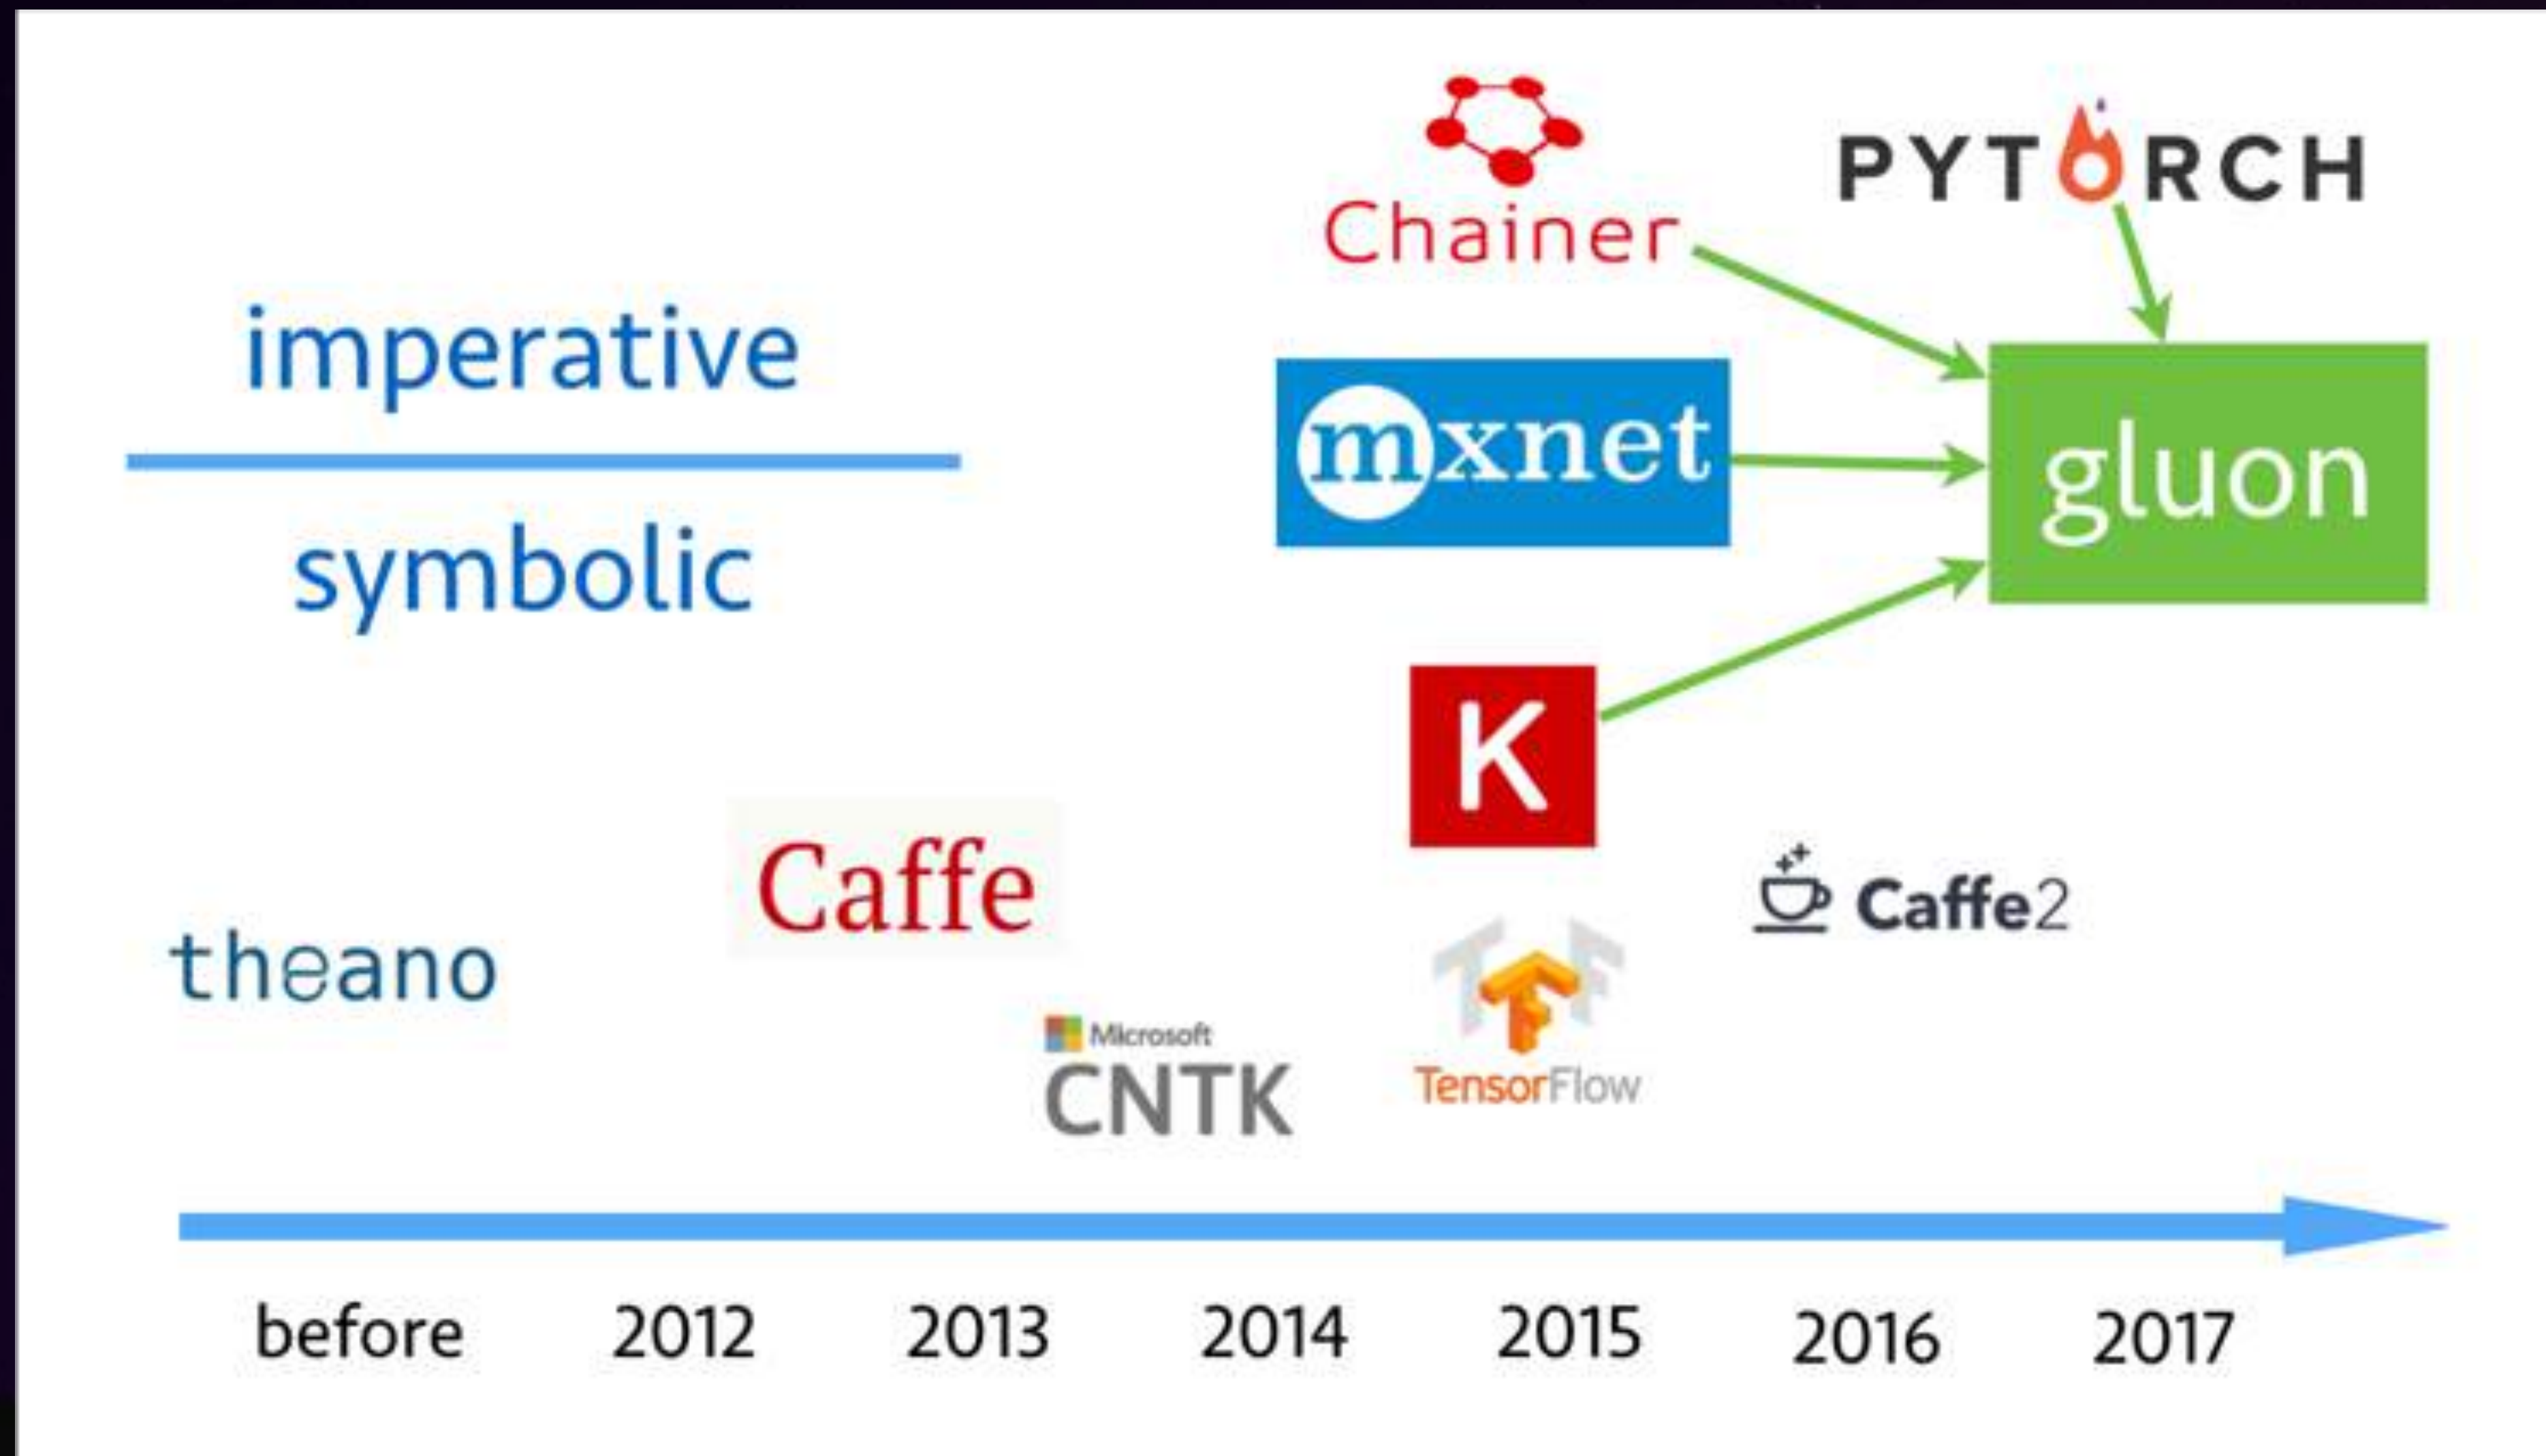 Chainer
PYTORCH
imperative
symbolic
mxnet
gluon
K
Caffe
Caffe2
theano
Microsoft
CNTK
TF
TensorFlow
before 2012 2013 2014 2015 2016 2017